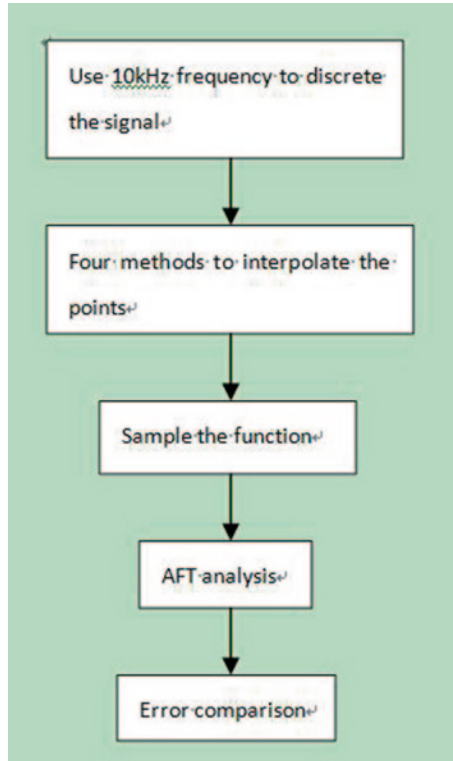 Use 10kHz frequency to discrete
the signal
Four methods to interpolate the
points
Sample the function
AFT analysis
Error comparison